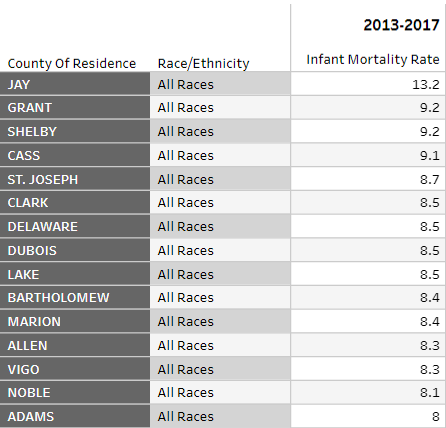 2013-2017
County Of Residence Race/Ethnicity Infant Mortality Rate
JAY All Races 13.2
GRANT All Races 9.2
SHELBY All Races 9.2
CASS All Races 9.1
ST. JOSEPH All Races 8.7
CLARK All Races 8.5
DELAWARE All Races 8.5
DUBOIS All Races 8.5
LAKE All Races 8.5
BARTHOLOMEW All Races 8.4
MARION All Races 8.4
ALLEN All Races 8.3
VIGO All Races 8.3
NOBLE All Races 8.1
ADAMS All Races 8